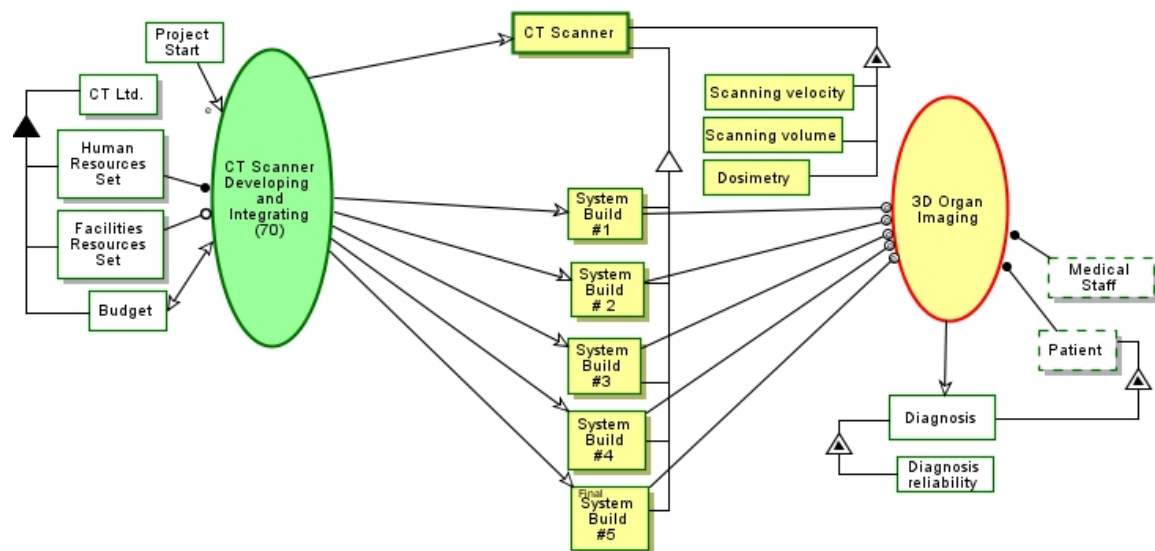 Project
Start
CT Scanner
CT Ltd.
Human
Resources
Set
Facilities
Resources
Set
Budget
e
CT Scanner
Developing
and
Integrating
(70)
Scanning velocity
Scanning volume
Dosimetry
System
Build
#1
System
Build
# 2
System
Build
#3
System
Build
#4
Final
System
Build
#5
3D Organ
Imaging
Medical
Staff
Patient
Diagnosis
Diagnosis
reliability